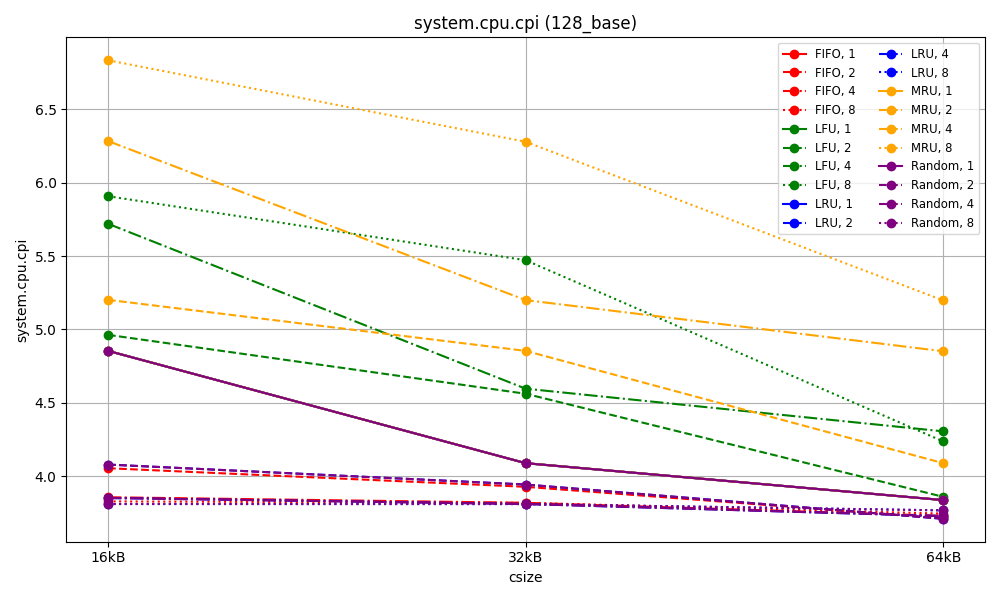 system.cpu.cpi (128_base)
system.cpu.cpi
6.5
6.0
5.5
5.0
4.5
4.0
16kB
32kB
64kB
csize
FIFO, 1
FIFO, 2
FIFO, 4
FIFO, 8
LFU, 1
LFU, 2
LFU, 4
LFU, 8
LRU, 1
LRU, 2
LRU, 4
LRU, 8
MRU, 1
MRU, 2
MRU, 4
MRU, 8
Random, 1
Random, 2
Random, 4
Random, 8